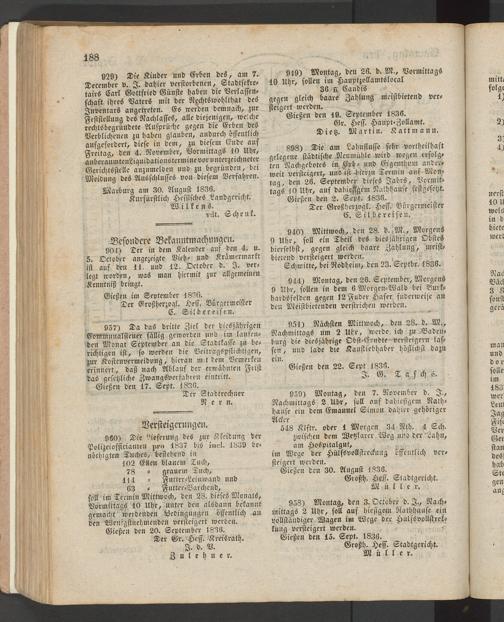 188
929) Die Kinder und Erben des, am 7.
December v. J. dahier verstorbenen, Stadtsekre-
tairs Carl Gottfried Günste haben die Verlassen-
schaft ihres Vaters mit der Rechtswohlthat des
Inventars angetreten. Es werden demnach, zur
Feststellung des Nachlasses, alle diejenigen, welche
rechtsbegründete Ansprüche gegen die Erben des
Verblichenen zu haben glauben, andurch öffentlich
aufgefordert, diese in dem, zu diesem Ende auf
Freitag, den 4. November, Vormittags 10 Uhr,
anberaumten Liquidationstermine vor unterzeichneter
Gerichtsstelle anzumelden und zu begründen, bei
Meidung des Ausschlusses von diesem Verfahren.
Marburg am 30. August 1836.
Kurfürstlich Hessisches Landgericht.
Wilkens.
vdt. Schenk.
Besondere Bekanntmachungen.
904) Der in dem Kalender auf den 4. u.
5. October angezeigte Vieh- und Krämermarkt
ist auf den 11. und 12. October d. J. ver-
legt worden, was man hiermit zur allgemeinen
Kenntniß bringt.
Gießen im September 1836.
Der Großherzogl. Hess. Bürgermeister
C. Silbereisen.
957) Da das dritte Ziel der diesjährigen
Communalsteuer fällig geworden und im laufen-
den Monat September an die Stadtkasse zu be-
richtigen ist, so werden die Beitragspflichtigen,
zur Kostenvermeidung, hieran mit dem Bemerken
erinnert, daß nach Ablauf der erwähnten Frist
das gesetzliche Zwangsverfahren eintritt.
Gießen den 17. Sept. 1836.
Der Stadtrechner
Kern.
Versteigerungen.
960) Die Lieferung des zur Kleidung der
Polizeiofficianten pro 1837 bis incl. 1839 be-
nöthigten Tuches, bestehend in
102 Ellen blauem Tuch,
78 » grauem Tuch,
114 » Futter-Leinwand und
63 » Futter-Barchend,
soll im Termin Mittwoch, den 28. dieses Monats,
Vormittags 10 Uhr, unter den alsdann bekannt
gemacht werdenden Bedingungen öffentlich an
den Wenigstnehmenden versteigert werden.
Gießen den 20. September 1836.
Der Gr. Hess. Kreisrath.
J. d. V.
Zulehner.
949) Montag, den 26. d. M., Vormittags
10 Uhr, sollen im Hauptzollamtslocal
36 ℔ Candis
gegen gleich baare Zahlung meistbietend ver-
steigert werden.
Gießen den 19. September 1836.
Gr. Hess. Haupt-Zollamt.
Dietz. Martin. Kattmann.
898) Die am Lahnflusse sehr vortheilhaft
gelegene städtische Neumühle wird wegen erfolg-
ten Nachgebots in Erb- und Eigenthum ander-
weit versteigert, und ist hierzu Termin auf Mon-
tag, den 26. September dieses Jahrs, Vormit-
tags 10 Uhr, auf dahiesigem Rathhause festgesetzt.
Gießen den 2. Sept. 1836.
Der Großherzogl. Hess. Bürgermeister
C. Silbereisen.
940) Mittwoch, den 28. d. M., Morgens
9 Uhr, soll ein Theil des diesjährigen Obstes
dierselbst, gegen gleich baare Zahlung, meist-
bietend versteigert werden.
Schmitte, bei Rodheim, den 23. Septbr. 1836.
944) Montag, den 26. September, Morgens
9 Uhr, sollen in dem 6 Morgen-Wald bei Burk-
hardsfelden gegen 12 Fuder Hafer fuderweise an
den Meistbietenden verstrichen werden.
951) Nächsten Mittwoch, den 28. d. M.,
Nachmittags um 2 Uhr, werde ich zu Baden-
burg die diesjährige Obst-Erndte versteigern las-
sen, und lade die Kaufliebhaber höflichst dazu
ein.
Gießen den 22. Sept 1836.
J. G. Tasché.
959) Montag, den 7. November d. J.,
Nachmittags 2 Uhr, soll auf dahiesigem Rath-
hause ein dem Emanuel Simon dahier gehöriger
Acker
548 Klftr. oder 1 Morgen 34 Rth. 4 Sch.
zwischen dem Wetzlarer Weg und der Lahn,
am Hospitalgut,
im Wege der Hülfsvollstreckung öffentlich ver-
steigert werden.
Gießen den 30. August 1836.
Großh. Hess. Stadtgericht.
Müller.
958) Montag, den 3. October d. J., Nach-
mittags 2 Uhr, soll auf hiesigem Rathhause ein
vollständiger Wagen im Wege der Hülfsvollstrek-
kung versteigert werden.
Gießen den 15. Sept. 1836.
Großh. Hess. Stadtgericht.
Müller.